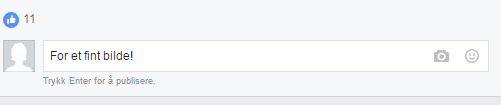 11
For et fint bilde!
Trykk Enter for å publisere.